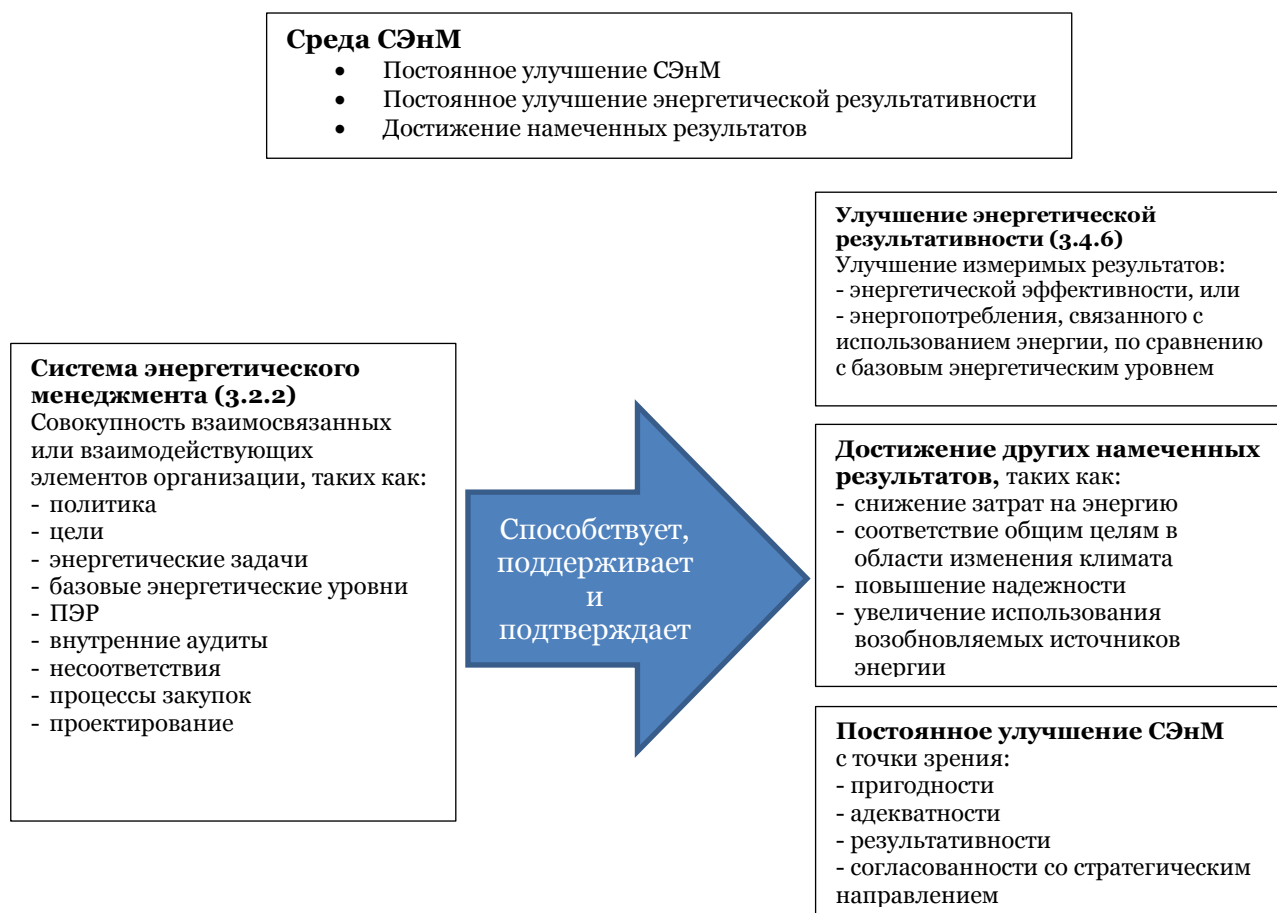 Среда СЭнМ
• Постоянное улучшение СЭнМ
• Постоянное улучшение энергетической результативности
• Достижение намеченных результатов
Система энергетического
менеджмента (3.2.2)
Совокупность взаимосвязанных
или взаимодействующих
элементов организации, таких как:
- политика
- цели
- энергетические задачи
- базовые энергетические уровни
- ПЭР
- внутренние аудиты
- несоответствия
- процессы закупок
- проектирование
Способствует,
поддерживает
и
подтверждает
Улучшение энергетической
результативности (3.4.6)
Улучшение измеримых результатов:
- энергетической эффективности, или
- энергопотребления, связанного с
использованием энергии, по сравнению
с базовым энергетическим уровнем
Достижение других намеченных
результатов, таких как:
- снижение затрат на энергию
- соответствие общим целям в
области изменения климата
- повышение надежности
- увеличение использования
возобновляемых источников
энергии
Постоянное улучшение СЭнМ
с точки зрения:
- пригодности
- адекватности
- результативности
- согласованности со стратегическим
направлением